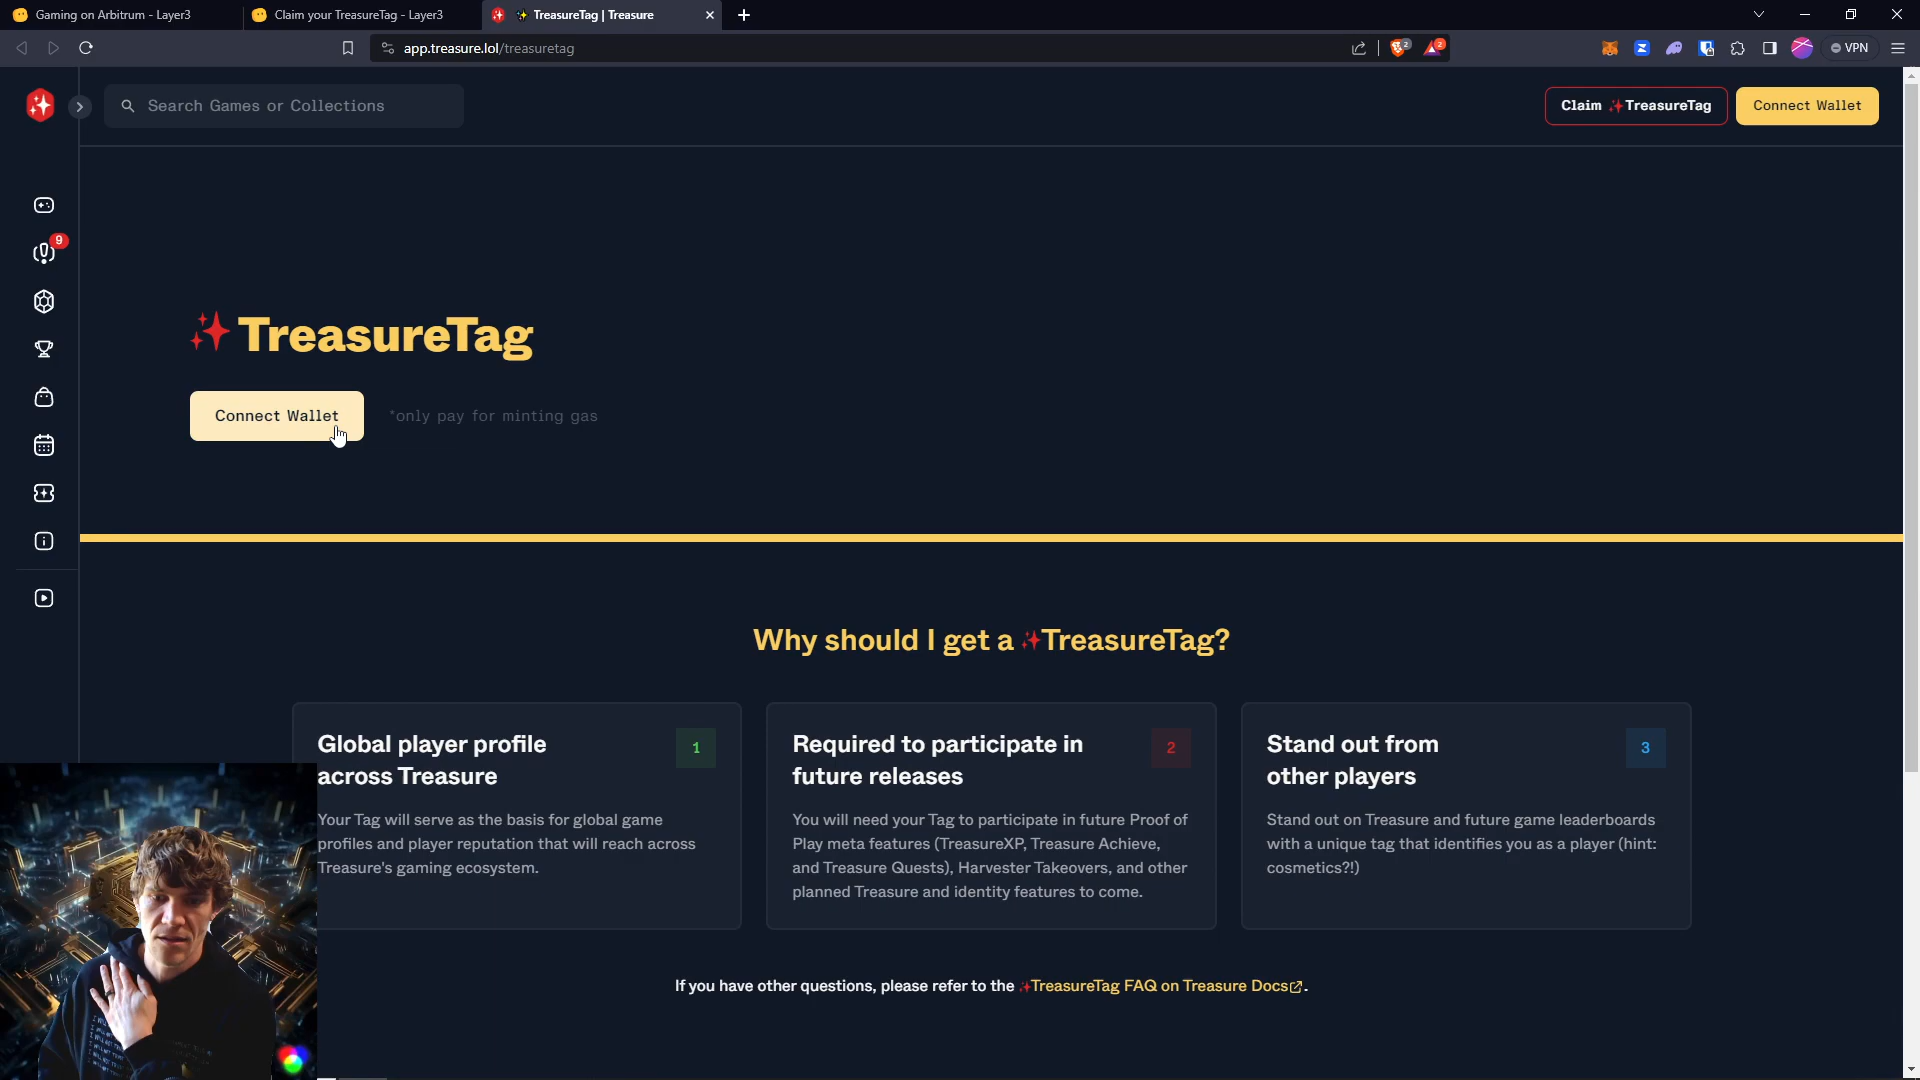 Gaming on Arbitrum - Layer3
Claim your TreasureTag - Layer3
TreasureTag | Treasure
app.treasure.lol/treasuretag
2
2
VPN
Search Games or Collections
Claim TreasureTag
Connect Wallet
9
TreasureTag
Connect Wallet
*only pay for minting gas
Why should I get a TreasureTag?
Global player profile
across Treasure
1
Your Tag will serve as the basis for global game
profiles and player reputation that will reach across
Treasure's gaming ecosystem.
Required to participate in
future releases
2
You will need your Tag to participate in future Proof of
Play meta features (TreasureXP, Treasure Achieve,
and Treasure Quests), Harvester Takeovers, and other
planned Treasure and identity features to come.
Stand out from
other players
3
Stand out on Treasure and future game leaderboards
with a unique tag that identifies you as a player (hint:
cosmetics?!)
If you have other questions, please refer to the TreasureTag FAQ on Treasure Docs.